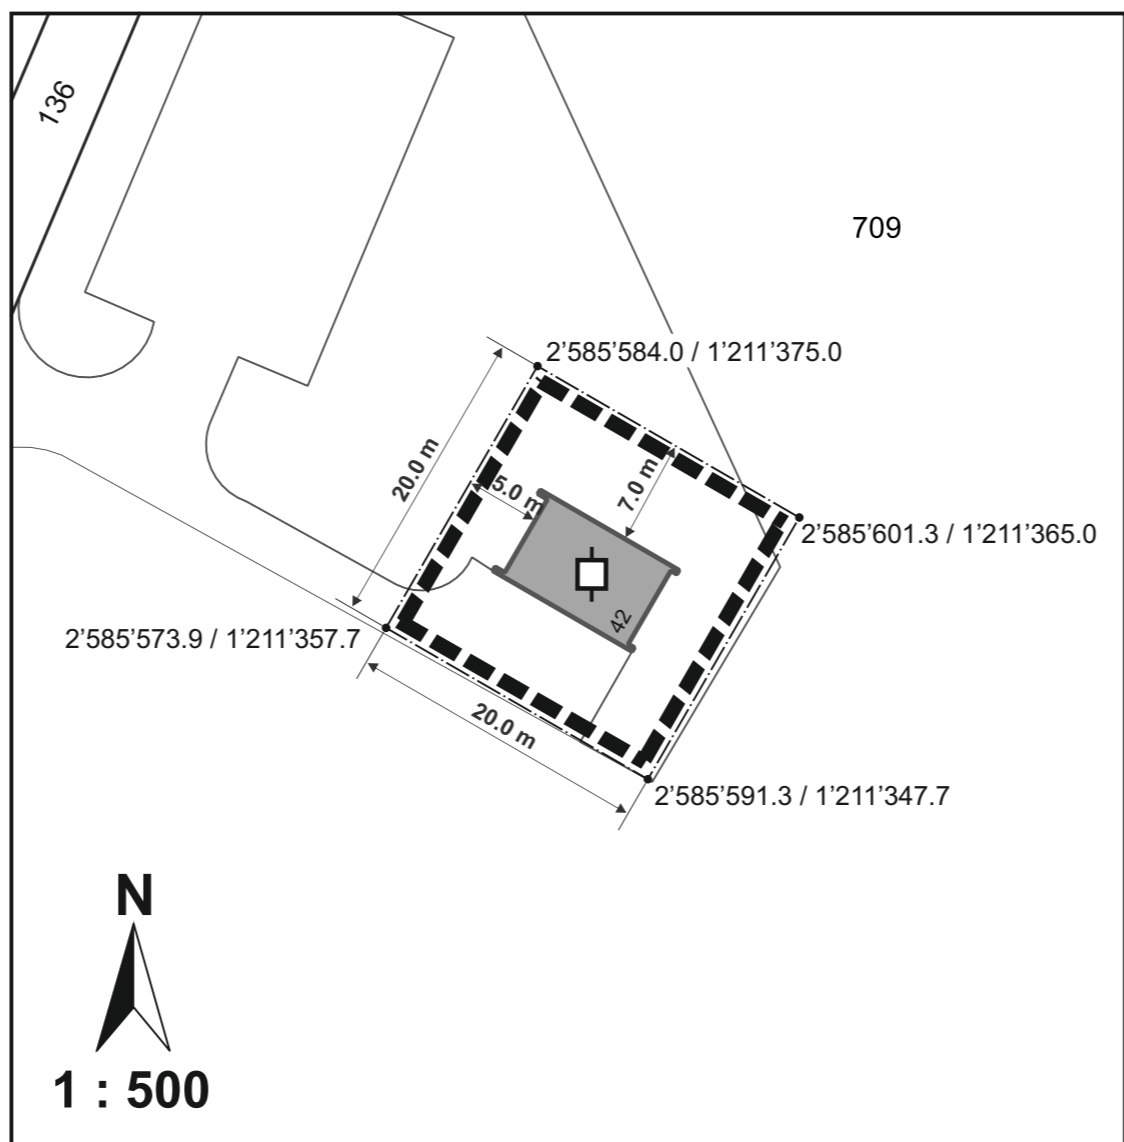 136
709
2’585’584.0 / 1’211’375.0
20.0 m
5.0 m
7.0 m
2’585’601.3 / 1’211’365.0
42
2’585’573.9 / 1’211’357.7
20.0 m
2’585’591.3 / 1’211’347.7
N
1 : 500